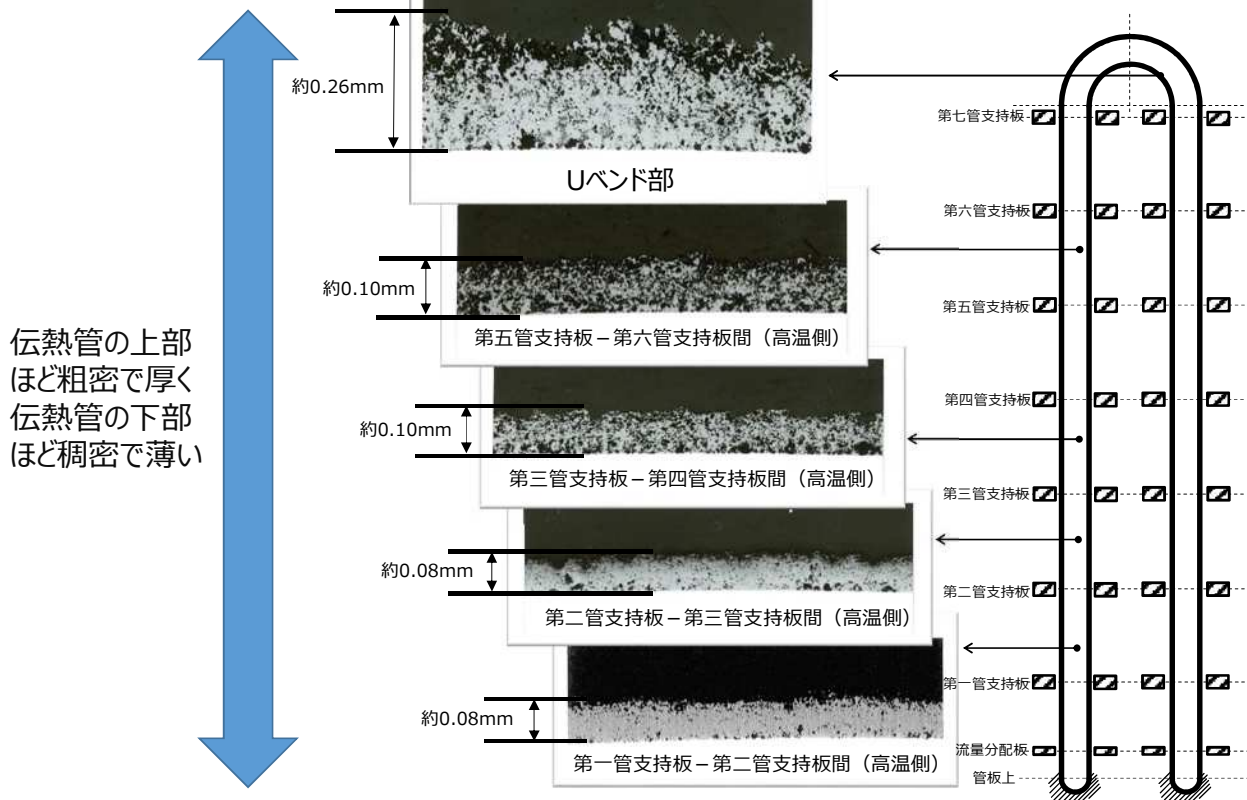 約0.26mm
Uベンド部
約0.10mm
第五管支持板－第六管支持板間（高温側）
約0.10mm
第三管支持板－第四管支持板間（高温側）
約0.08mm
第二管支持板－第三管支持板間（高温側）
約0.08mm
第一管支持板－第二管支持板間（高温側）
伝熱管の上部
ほど粗密で厚く
伝熱管の下部
ほど稠密で薄い
第七管支持板
第六管支持板
第五管支持板
第四管支持板
第三管支持板
第二管支持板
第一管支持板
流量分配板
管板上